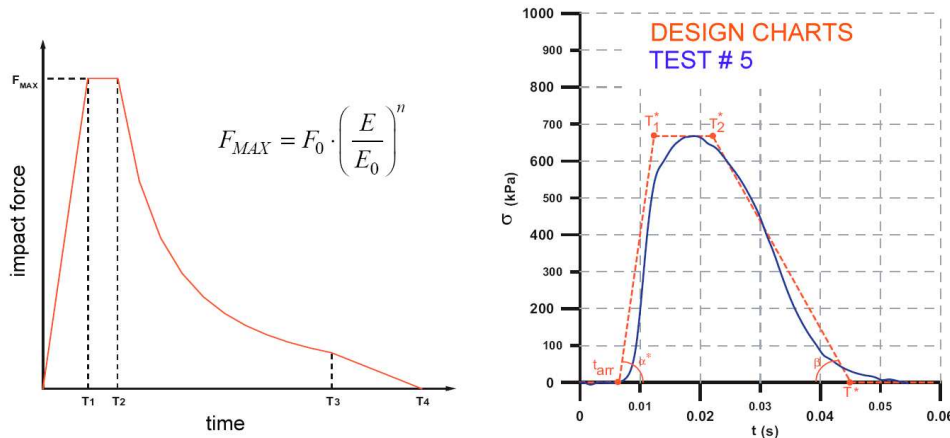 F_MAX
F_MAX = F_0 · (E / E_0)^n
impact force
T1 T2 T3 T4
time
DESIGN CHARTS
TEST # 5
1000
900
800
700
600
500
400
300
200
100
0
σ (kPa)
T*1 T*2
tarr α* β T*
0 0.01 0.02 0.03 0.04 0.05 0.06
t (s)